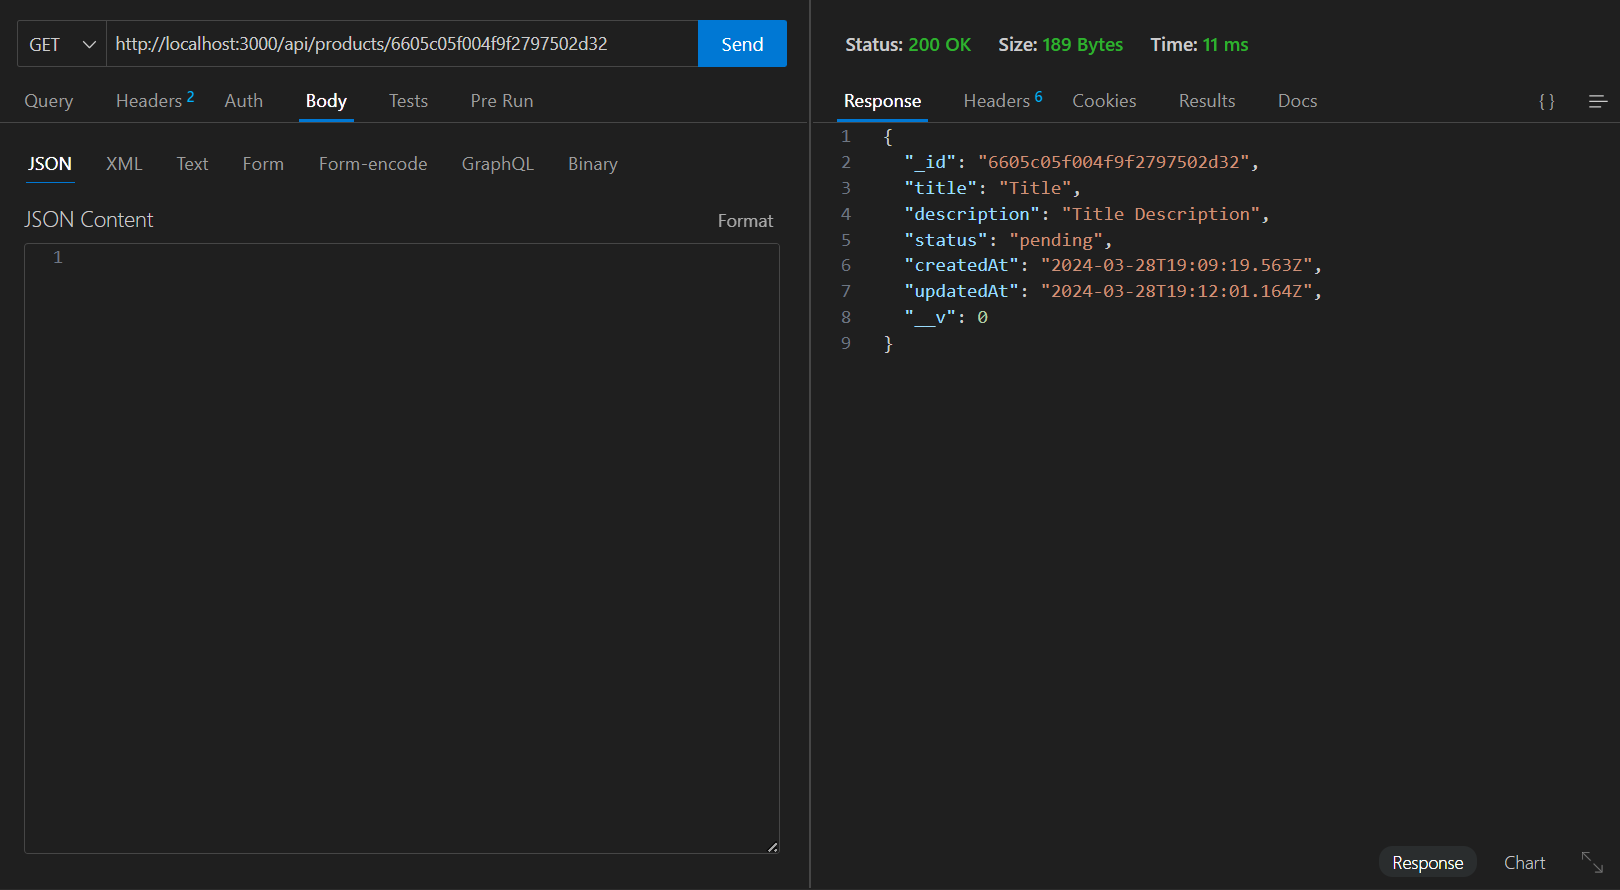 GET http://localhost:3000/api/products/6605c05f004f9f2797502d32 Send
Query Headers 2 Auth Body Tests Pre Run
JSON XML Text Form Form-encode GraphQL Binary
JSON Content Format
1
Status: 200 OK Size: 189 Bytes Time: 11 ms
Response Headers 6 Cookies Results Docs { }
1 {
2 "_id": "6605c05f004f9f2797502d32",
3 "title": "Title",
4 "description": "Title Description",
5 "status": "pending",
6 "createdAt": "2024-03-28T19:09:19.563Z",
7 "updatedAt": "2024-03-28T19:12:01.164Z",
8 "__v": 0
9 }
Response Chart